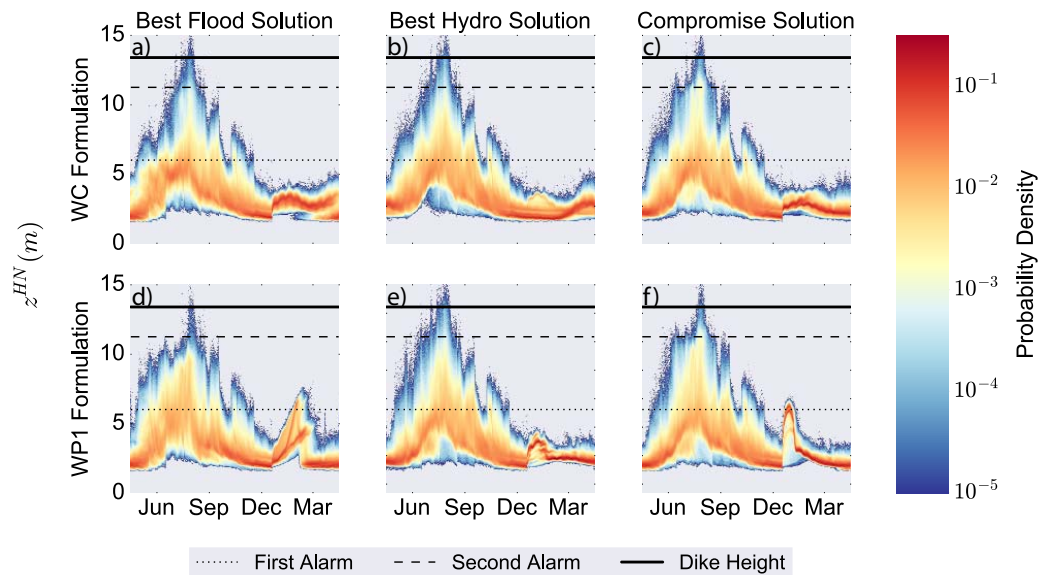 Best Flood Solution Best Hydro Solution Compromise Solution
a) b) c)
15
10
5
0
WC Formulation
z^{HN}(m)
d) e) f)
15
10
5
0
WP1 Formulation
Jun Sep Dec Mar Jun Sep Dec Mar Jun Sep Dec Mar
10^{-1}
10^{-2}
10^{-3}
10^{-4}
10^{-5}
Probability Density
First Alarm Second Alarm Dike Height